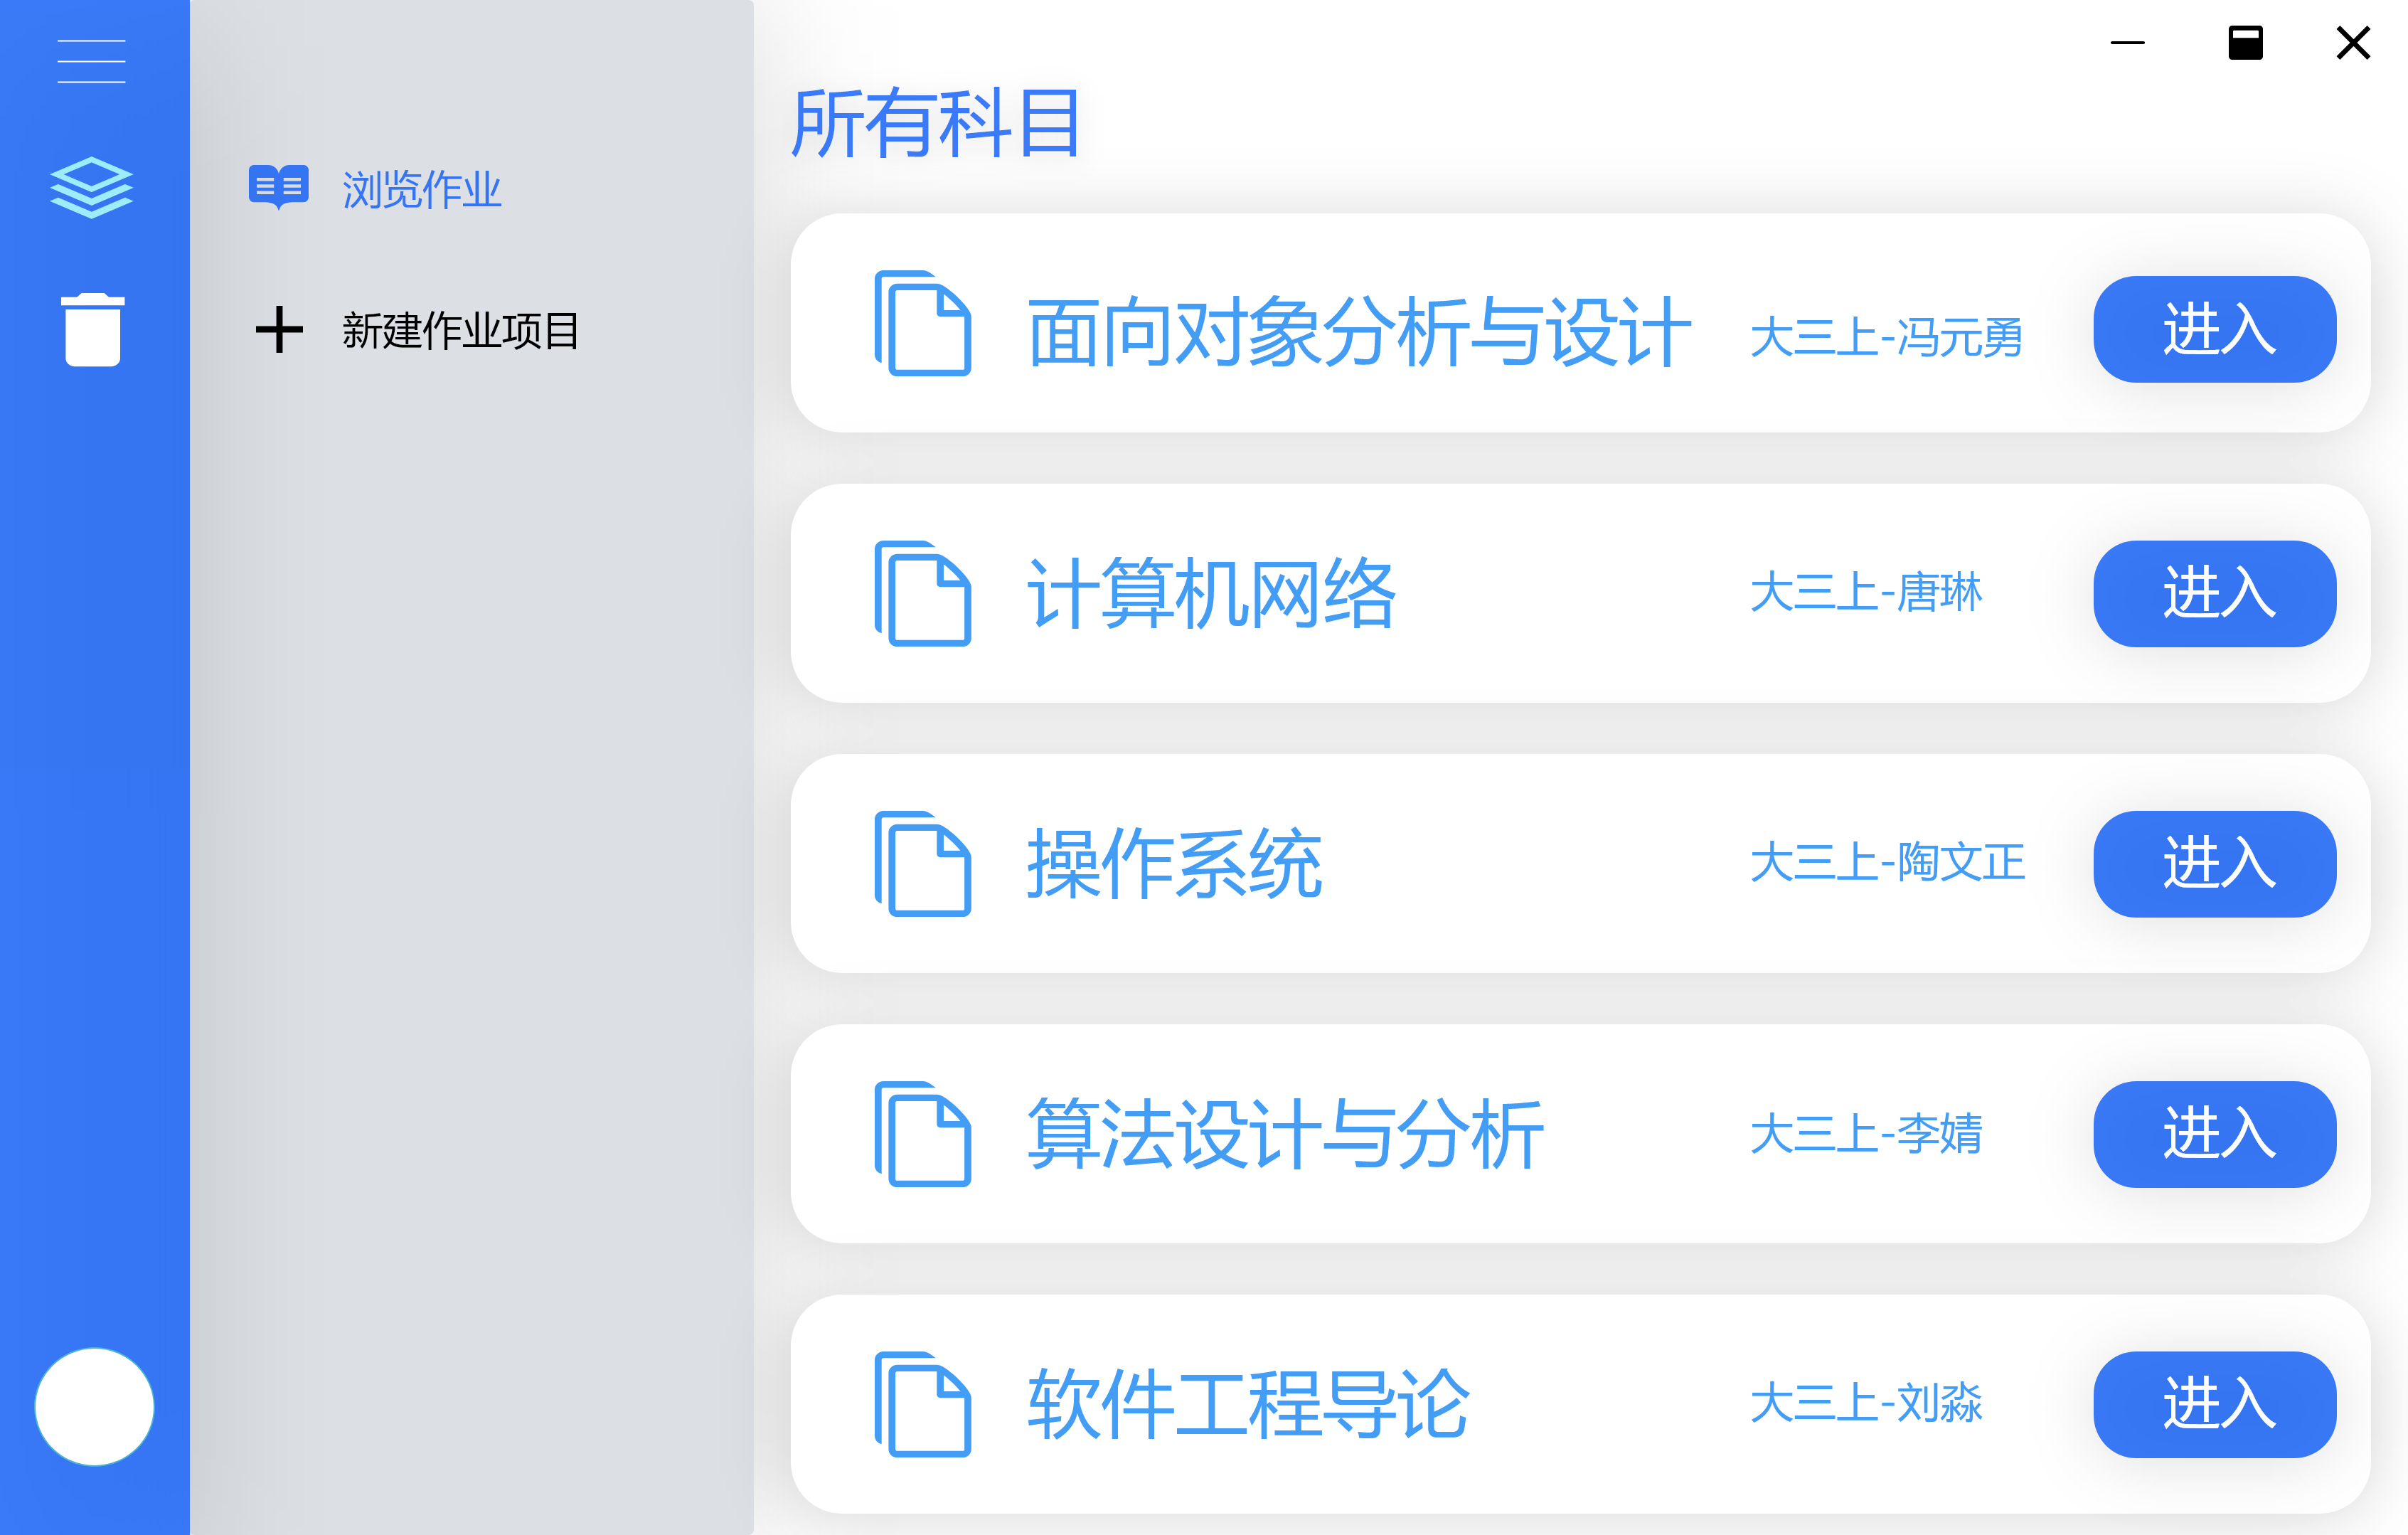 浏览作业
新建作业项目
所有科目
面向对象分析与设计 大三上-冯元勇 进入
计算机网络 大三上-唐琳 进入
操作系统 大三上-陶文正 进入
算法设计与分析 大三上-李婧 进入
软件工程导论 大三上-刘淼 进入